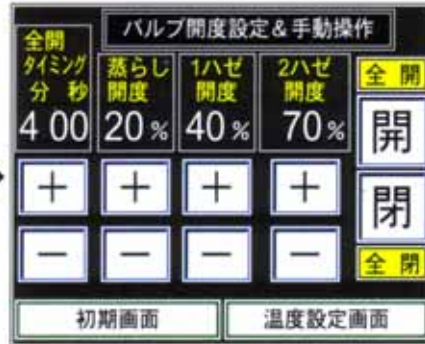 バルブ開度設定&手動操作
全開
タイミング
分 秒
4 00
蒸らし
開度
20%
1ハゼ
開度
40%
2ハゼ
開度
70%
全 開
開
閉
全 閉
+ + + +
- - - -
初期画面 温度設定画面